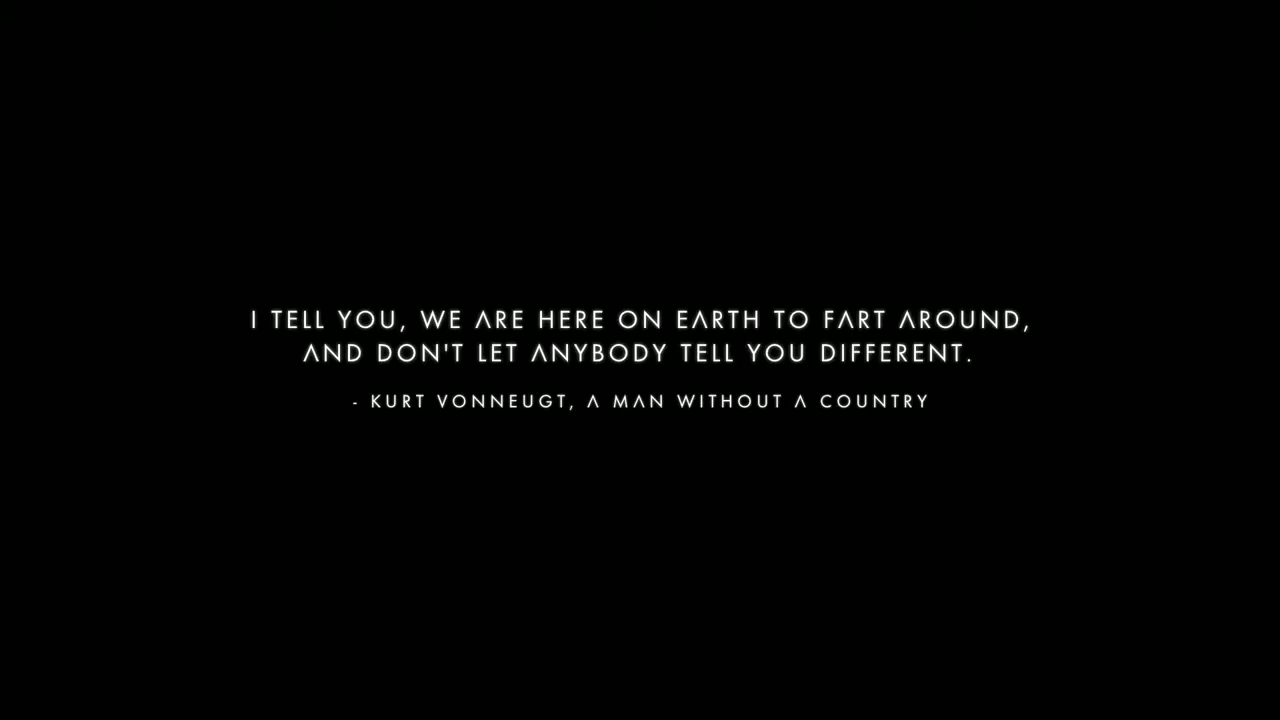 I TELL YOU, WE ARE HERE ON EARTH TO FART AROUND,
AND DON'T LET ANYBODY TELL YOU DIFFERENT.
- KURT VONNEUGT, A MAN WITHOUT A COUNTRY